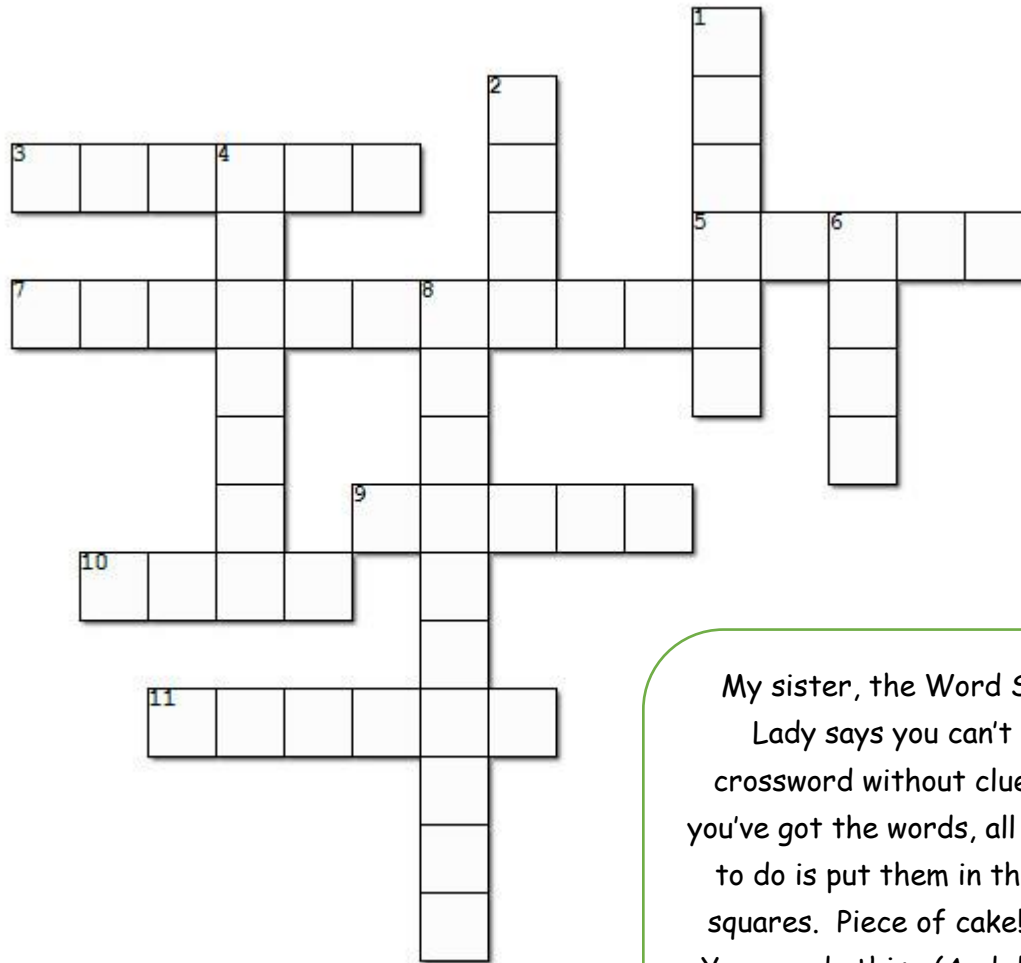 1
2
3 4
5 6
7 8
9
10
11
My sister, the Word S
Lady says you can't
crossword without clue
you've got the words, all
to do is put them in th
squares. Piece of cake!